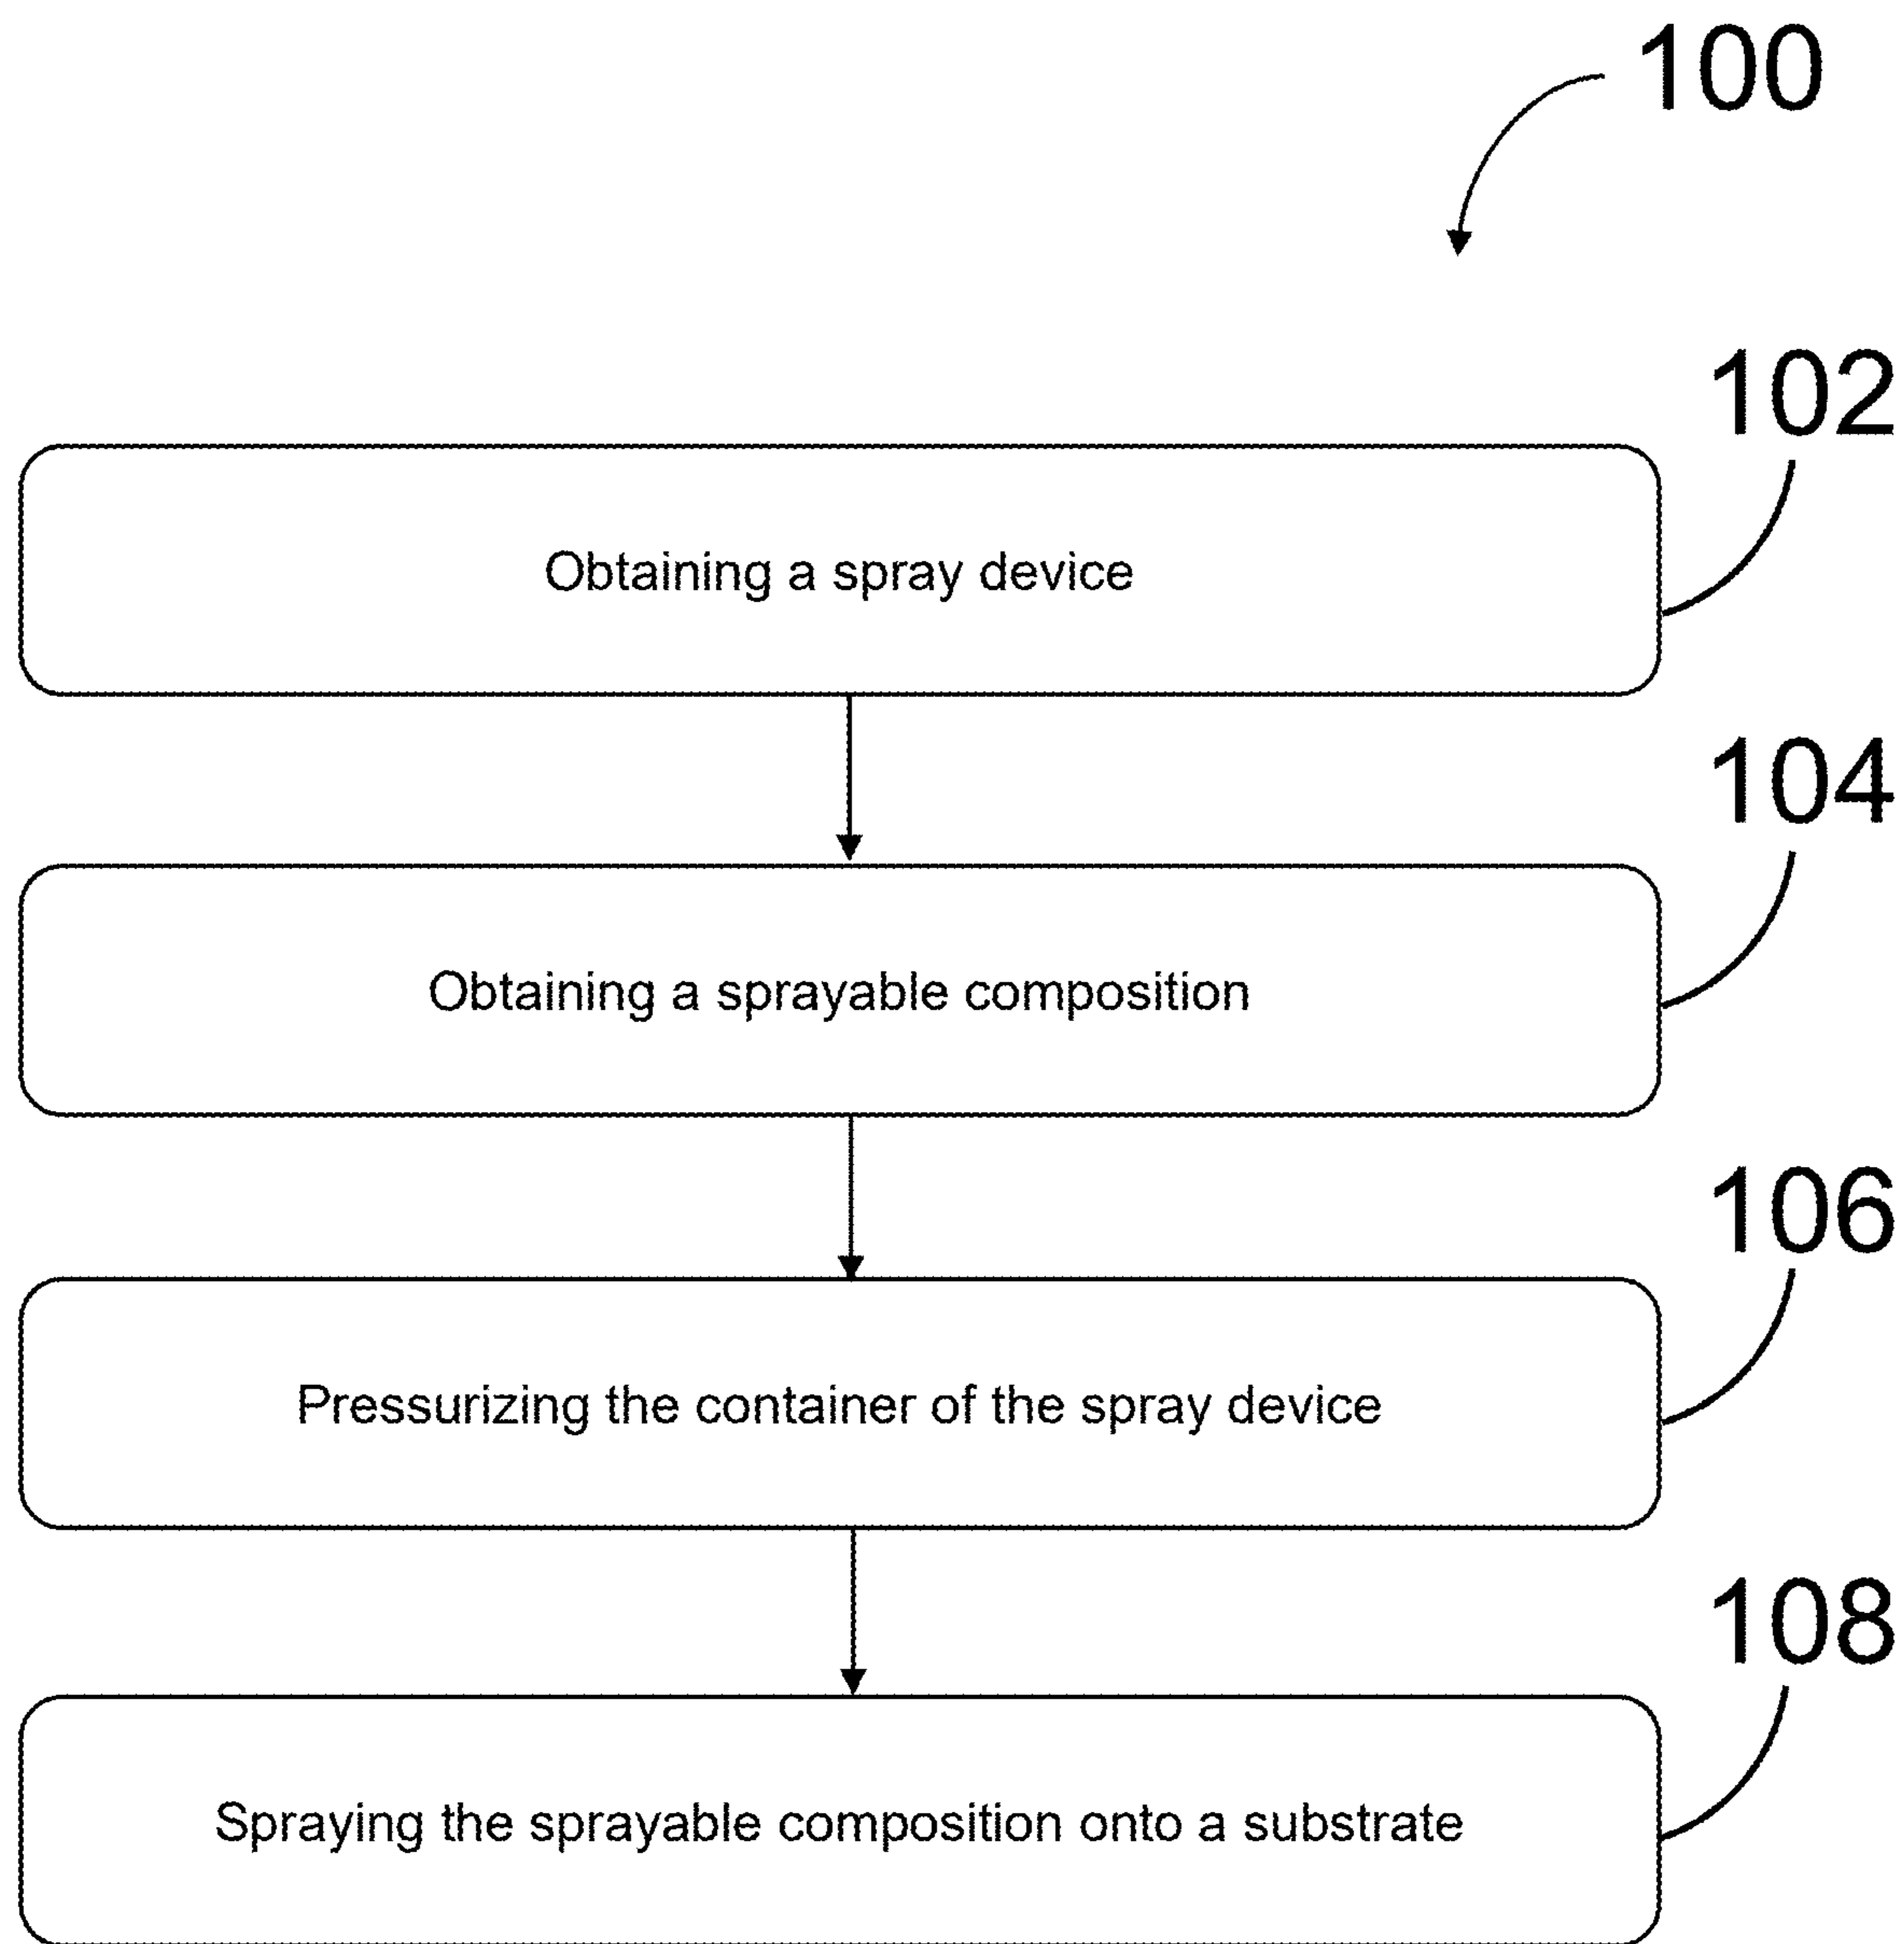 100
102
Obtaining a spray device
104
Obtaining a sprayable composition
106
Pressurizing the container of the spray device
108
Spraying the sprayable composition onto a substrate